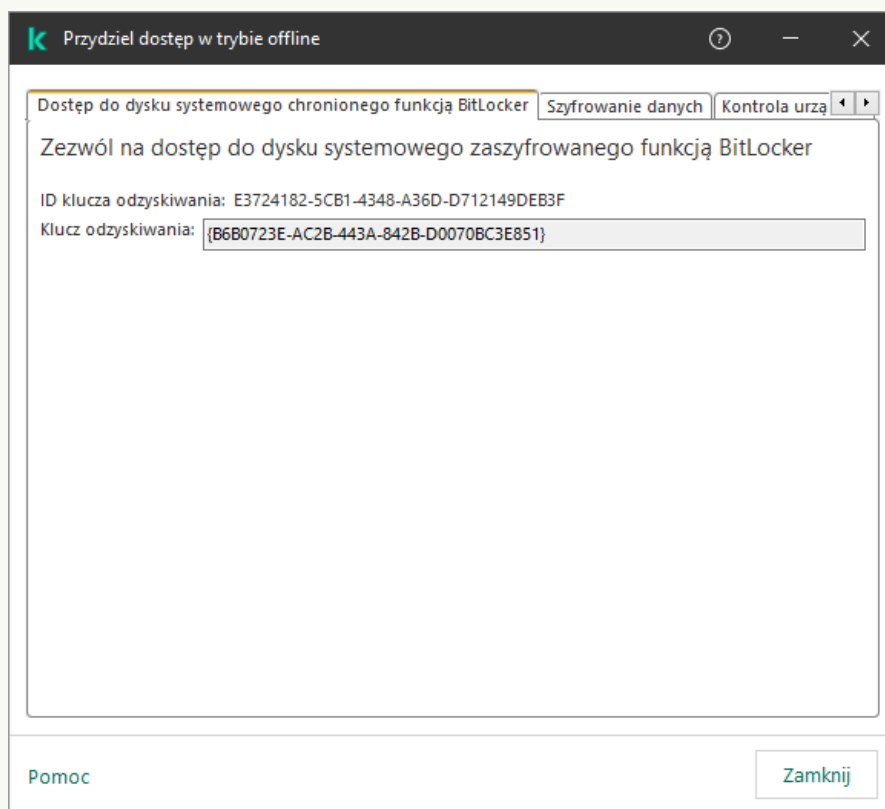 Przydziel dostęp w trybie offline
Dostęp do dysku systemowego chronionego funkcją BitLocker Szyfrowanie danych Kontrola urzą
Zezwól na dostęp do dysku systemowego zaszyfrowanego funkcją BitLocker
ID klucza odzyskiwania: E3724182-5CB1-4348-A36D-D712149DEB3F
Klucz odzyskiwania: {B6B0723E-AC2B-443A-842B-D0070BC3E851}
Pomoc Zamknij